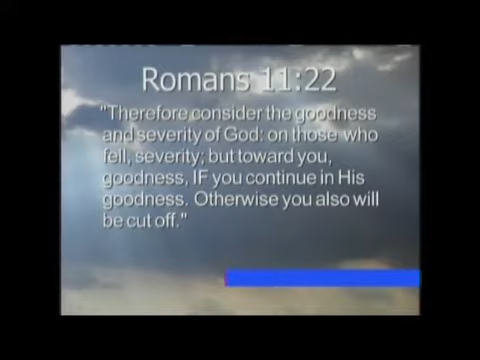 Romans 11:22
"Therefore consider the goodness
and severity of God: on those who
fell, severity; but toward you,
goodness, IF you continue in His
goodness. Otherwise you also will
be cut off."